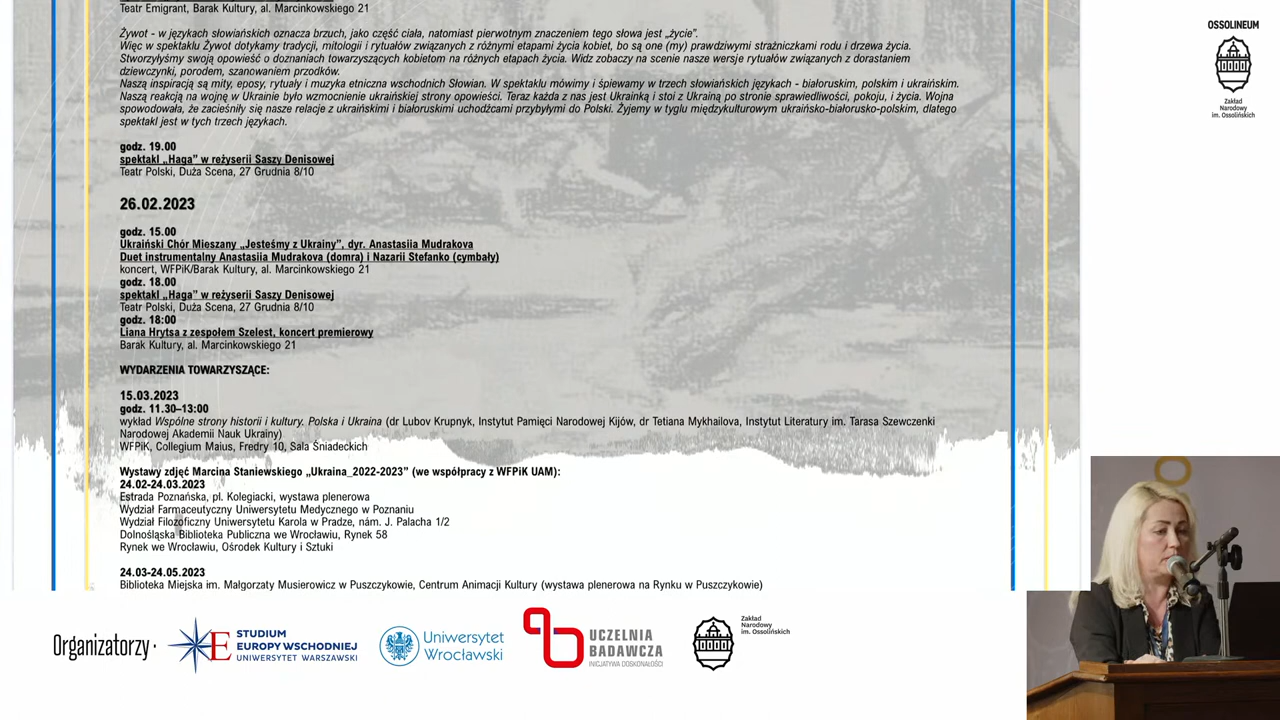 Teatr Emigrant, Barak Kultury, al. Marcinkowskiego 21
Żywot - w językach słowiańskich oznacza brzuch, jako część ciała, natomiast pierwotnym znaczeniem tego słowa jest „życie”.
Więc w spektaklu Żywot dotykamy tradycji, mitologii i rytuałów związanych z różnymi etapami życia kobiet, bo są one (my) prawdziwymi strażniczkami rodu i drzewa życia.
Stworzyłyśmy swoją opowieść o doznaniach towarzyszących kobietom na różnych etapach życia. Widz zobaczy na scenie nasze wersje rytuałów związanych z dorastaniem
dziewczynki, porodem, szanowaniem przodków.
Naszą inspiracją są mity, eposy, rytuały i muzyka etniczna wschodnich Słowian. W spektaklu mówimy i śpiewamy w trzech słowiańskich językach - białoruskim, polskim i ukraińskim.
Naszą reakcją na wojnę w Ukrainie było wzmocnienie ukraińskiej strony opowieści. Teraz każda z nas jest Ukrainką i stoi z Ukrainą po stronie sprawiedliwości, pokoju, i życia. Wojna
spowodowała, że zacieśniły się nasze relacje z ukraińskimi i białoruskimi uchodźcami przybyłymi do Polski. Żyjemy w tyglu międzykulturowym ukraińsko-białorusko-polskim, dlatego
spektakl jest w tych trzech językach.
godz. 19.00
spektakl „Haga” w reżyserii Saszy Denisowej
Teatr Polski, Duża Scena, 27 Grudnia 8/10
26.02.2023
godz. 15.00
Ukraiński Chór Mieszany „Jesteśmy z Ukrainy”, dyr. Anastasiia Mudrakova
Duet instrumentalny Anastasiia Mudrakova (domra) i Nazarii Stefanko (cymbały)
koncert, WFPiK/Barak Kultury, al. Marcinkowskiego 21
godz. 18.00
spektakl „Haga” w reżyserii Saszy Denisowej
Teatr Polski, Duża Scena, 27 Grudnia 8/10
godz. 18:00
Liana Hrytsa z zespołem Szelest, koncert premierowy
Barak Kultury, al. Marcinkowskiego 21
WYDARZENIA TOWARZYSZĄCE:
15.03.2023
godz. 11.30–13:00
wykład Wspólne strony historii i kultury. Polska i Ukraina (dr Lubov Krupnyk, Instytut Pamięci Narodowej Kijów, dr Tetiana Mykhailova, Instytut Literatury im. Tarasa Szewczenki
Narodowej Akademii Nauk Ukrainy)
WFPiK, Collegium Maius, Fredry 10, Sala Śniadeckich
Wystawy zdjęć Marcina Staniewskiego „Ukraina_2022-2023” (we współpracy z WFPiK UAM):
24.02-24.03.2023
Estrada Poznańska, pl. Kolegiacki, wystawa plenerowa
Wydział Farmaceutyczny Uniwersytetu Medycznego w Poznaniu
Wydział Filozoficzny Uniwersytetu Karola w Pradze, nám. J. Palacha 1/2
Dolnośląska Biblioteka Publiczna we Wrocławiu, Rynek 58
Rynek we Wrocławiu, Ośrodek Kultury i Sztuki
24.03-24.05.2023
Biblioteka Miejska im. Małgorzaty Musierowicz w Puszczykowie, Centrum Animacji Kultury (wystawa plenerowa na Rynku w Puszczykowie)
OSSOLINEUM
Zakład
Narodowy
im. Ossolińskich
Organizatorzy
STUDIUM
EUROPY WSCHODNIEJ
UNIWERSYTET WARSZAWSKI
Uniwersytet
Wrocławski
UCZELNIA
BADAWCZA
INICJATYWA DOSKONAŁOŚCI
Zakład
Narodowy
im. Ossolińskich